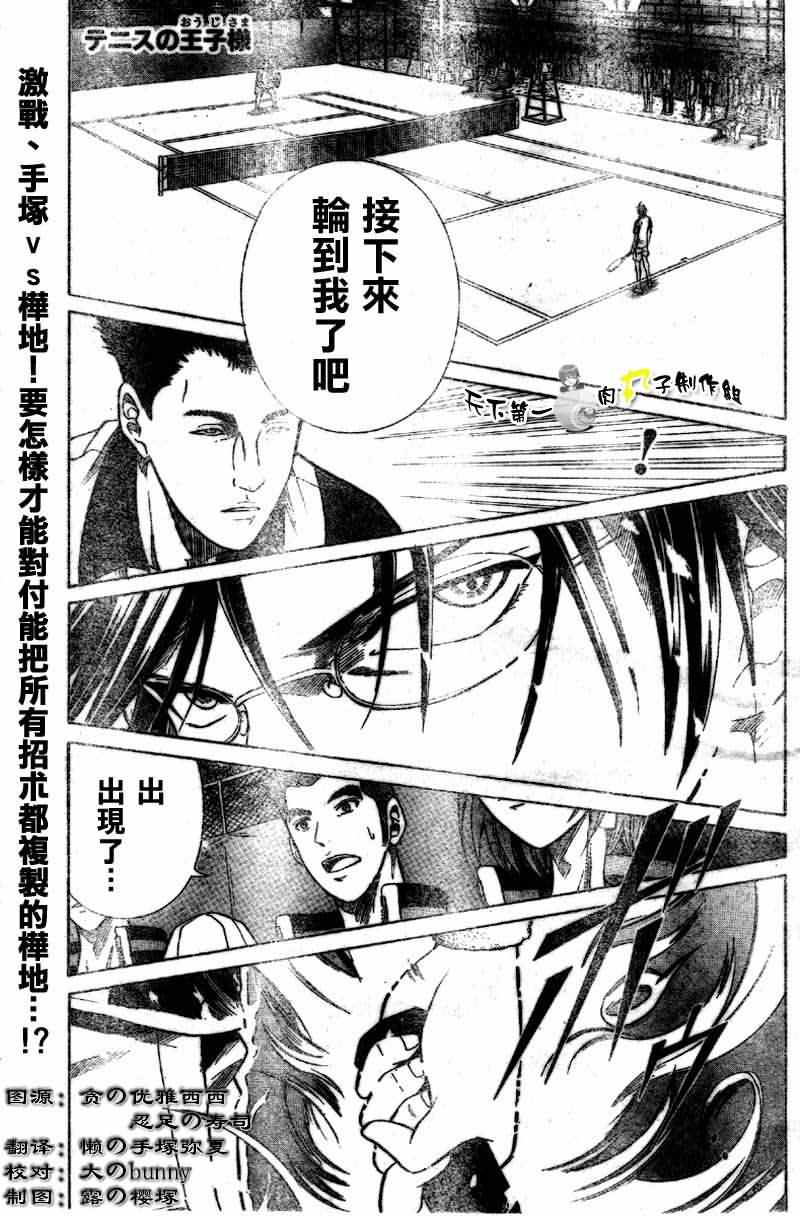 テニスの王子様
おうじさま
激戰、手塚vs樺地！要怎樣才能對付能把所有招术都複製的樺地…!?
接下來
輪到我了吧
天下第一
肉丸子制作組
！
出
出現了…
图源：贪の优雅西西
忍足の寿司
翻译：懒の手塚弥夏
校对：大のbunny
制图：露の樱塚